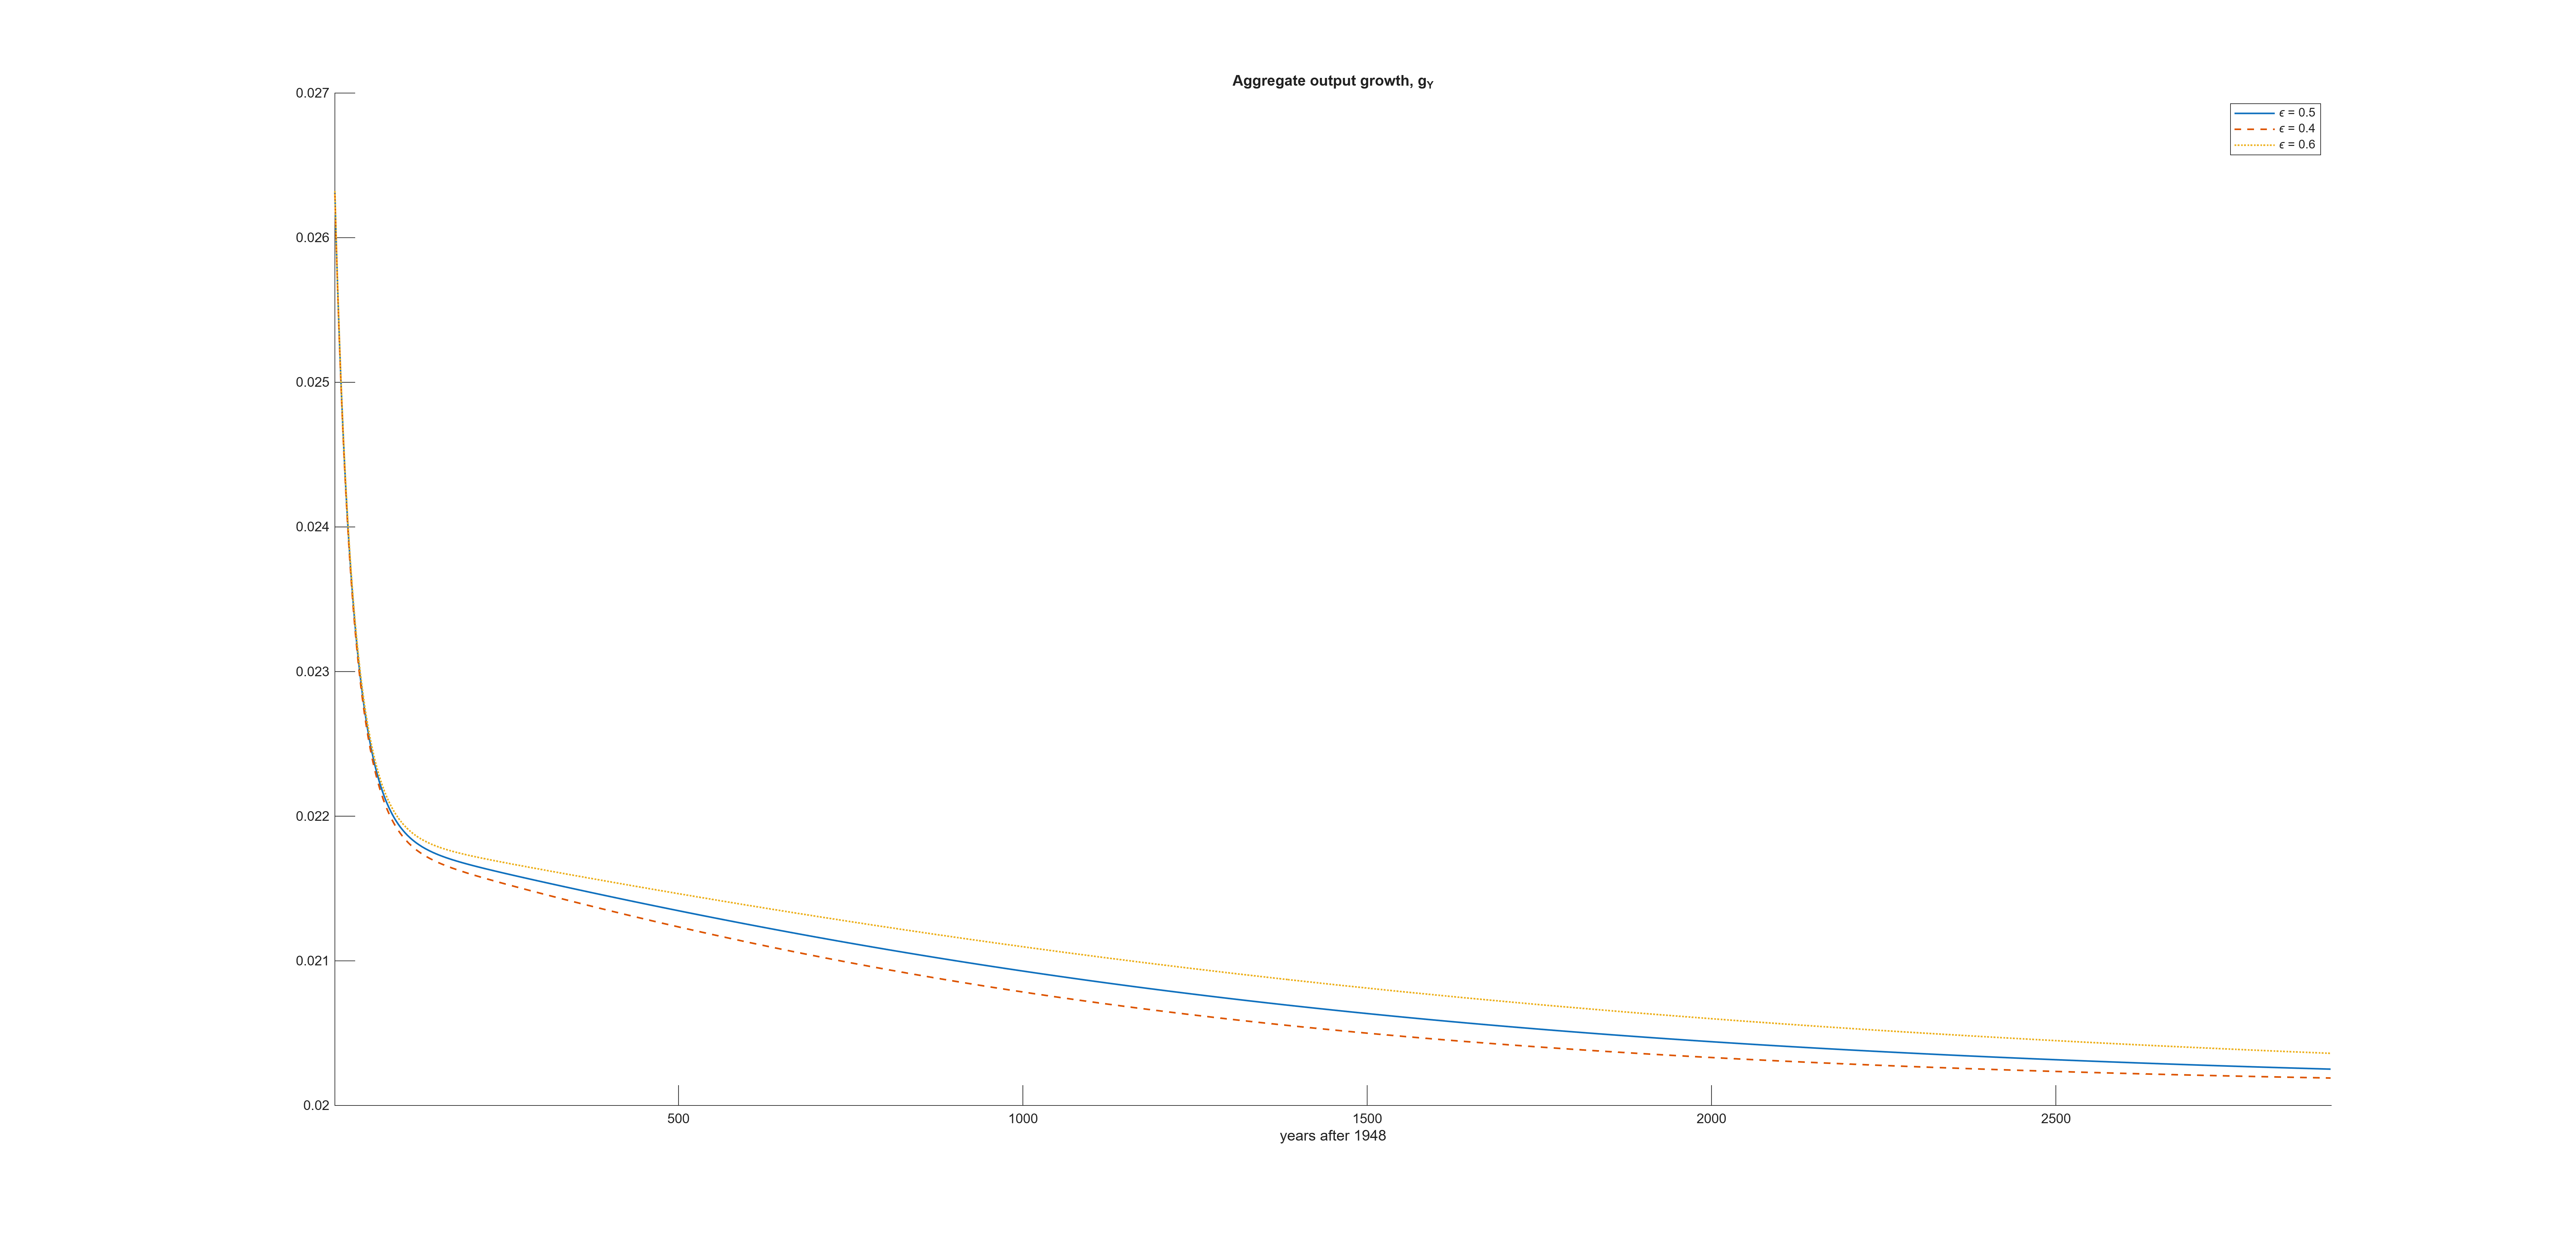 Aggregate output growth, gY
0.027
0.026
0.025
0.024
0.023
0.022
0.021
0.02
ϵ = 0.5
ϵ = 0.4
ϵ = 0.6
500 1000 1500 2000 2500
years after 1948